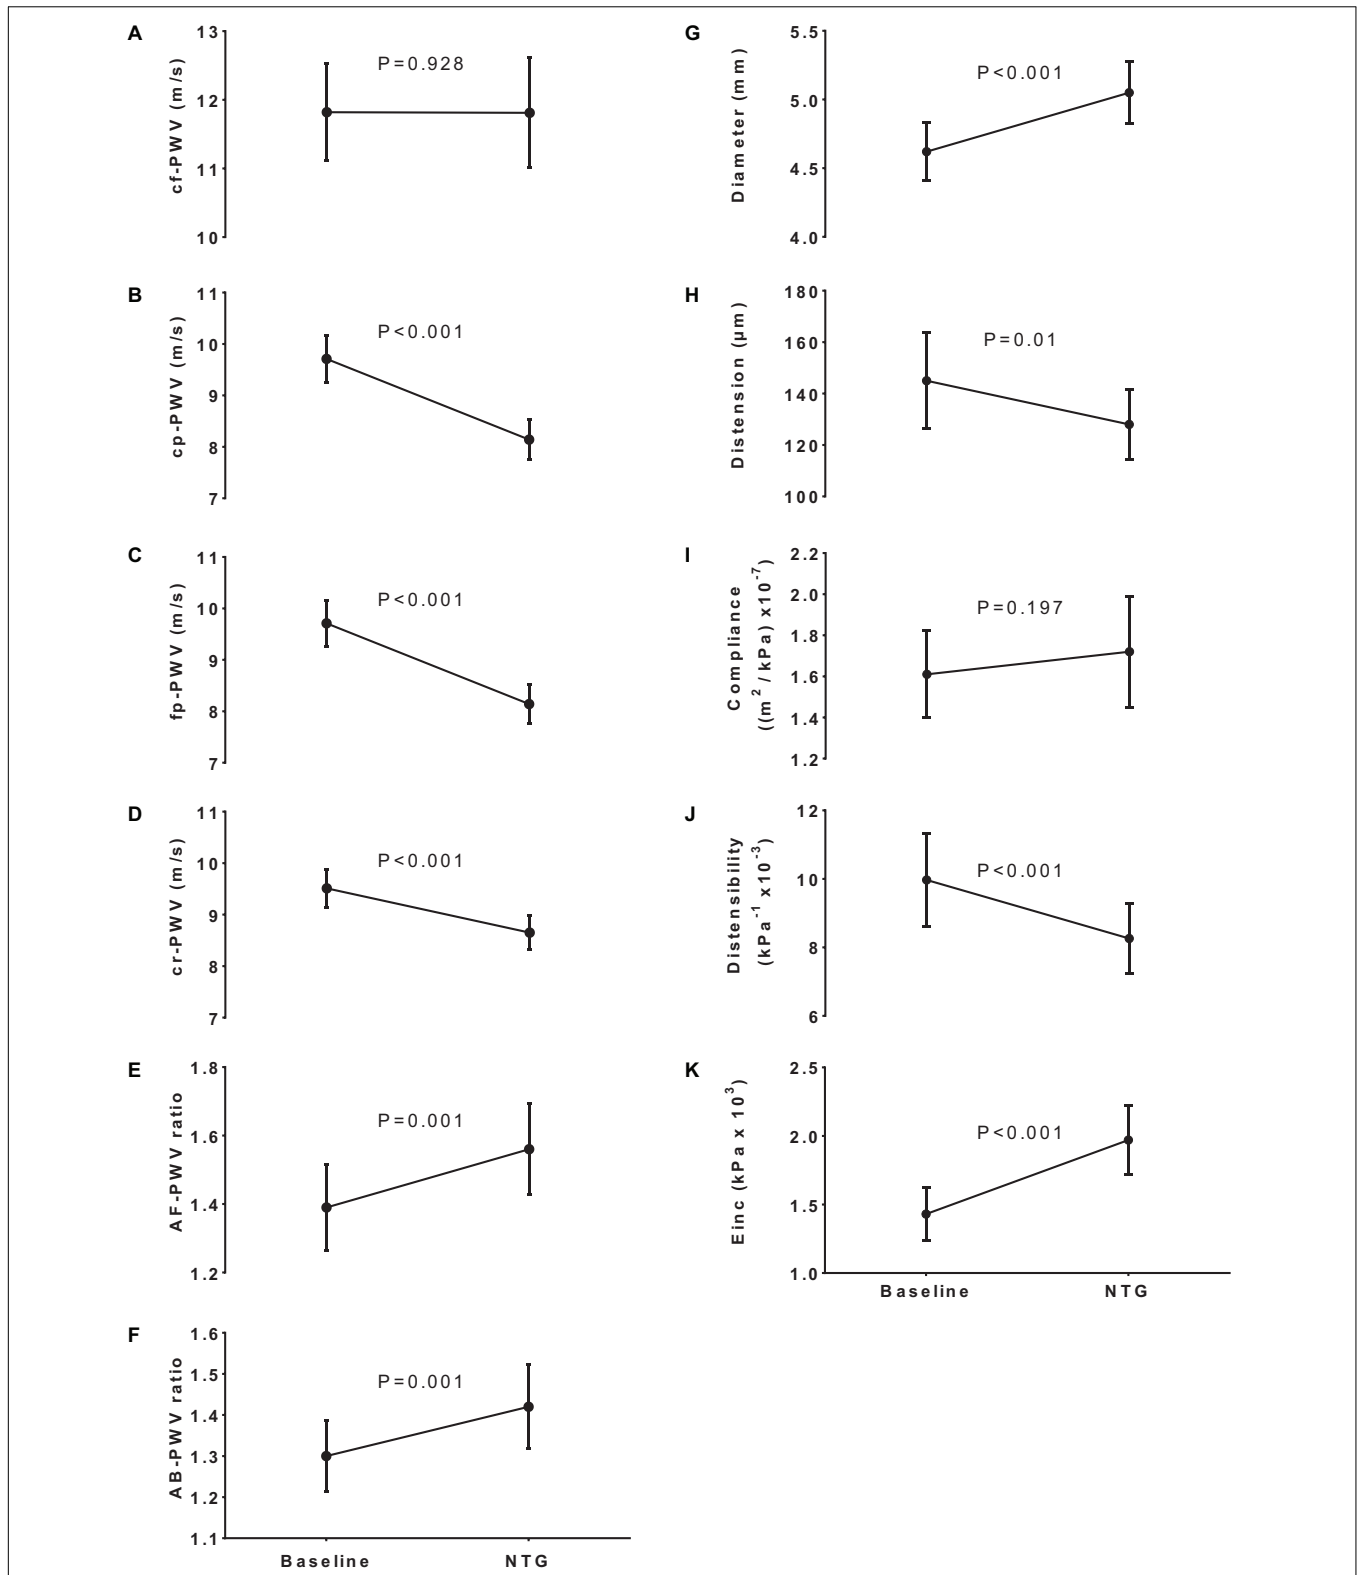 A
cf-PWV (m/s)
13
12
11
10
P=0.928
B
cp-PWV (m/s)
11
10
9
8
7
P<0.001
C
fp-PWV (m/s)
11
10
9
8
7
P<0.001
D
cr-PWV (m/s)
11
10
9
8
7
P<0.001
E
AF-PWV ratio
1.8
1.6
1.4
1.2
P=0.001
F
AB-PWV ratio
1.6
1.5
1.4
1.3
1.2
1.1
P=0.001
Baseline NTG
G
Diameter (mm)
5.5
5.0
4.5
4.0
P<0.001
H
Distension (µm)
180
160
140
120
100
P=0.01
I
Compliance
((m² / kPa) x10⁻⁷)
2.2
2.0
1.8
1.6
1.4
1.2
P=0.197
J
Distensibility
(kPa⁻¹ x10⁻³)
12
10
8
6
P<0.001
K
Einc (kPa x 10³)
2.5
2.0
1.5
1.0
P<0.001
Baseline NTG